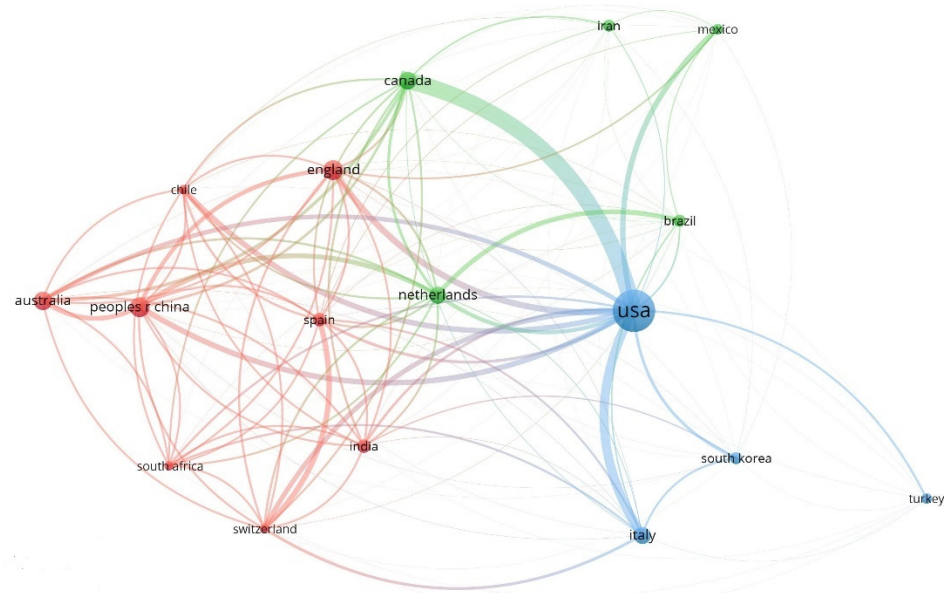 iran
mexico
canada
england
chile
brazil
australia
peoples r china
netherlands
usa
spain
india
south africa
south korea
turkey
switzerland
italy